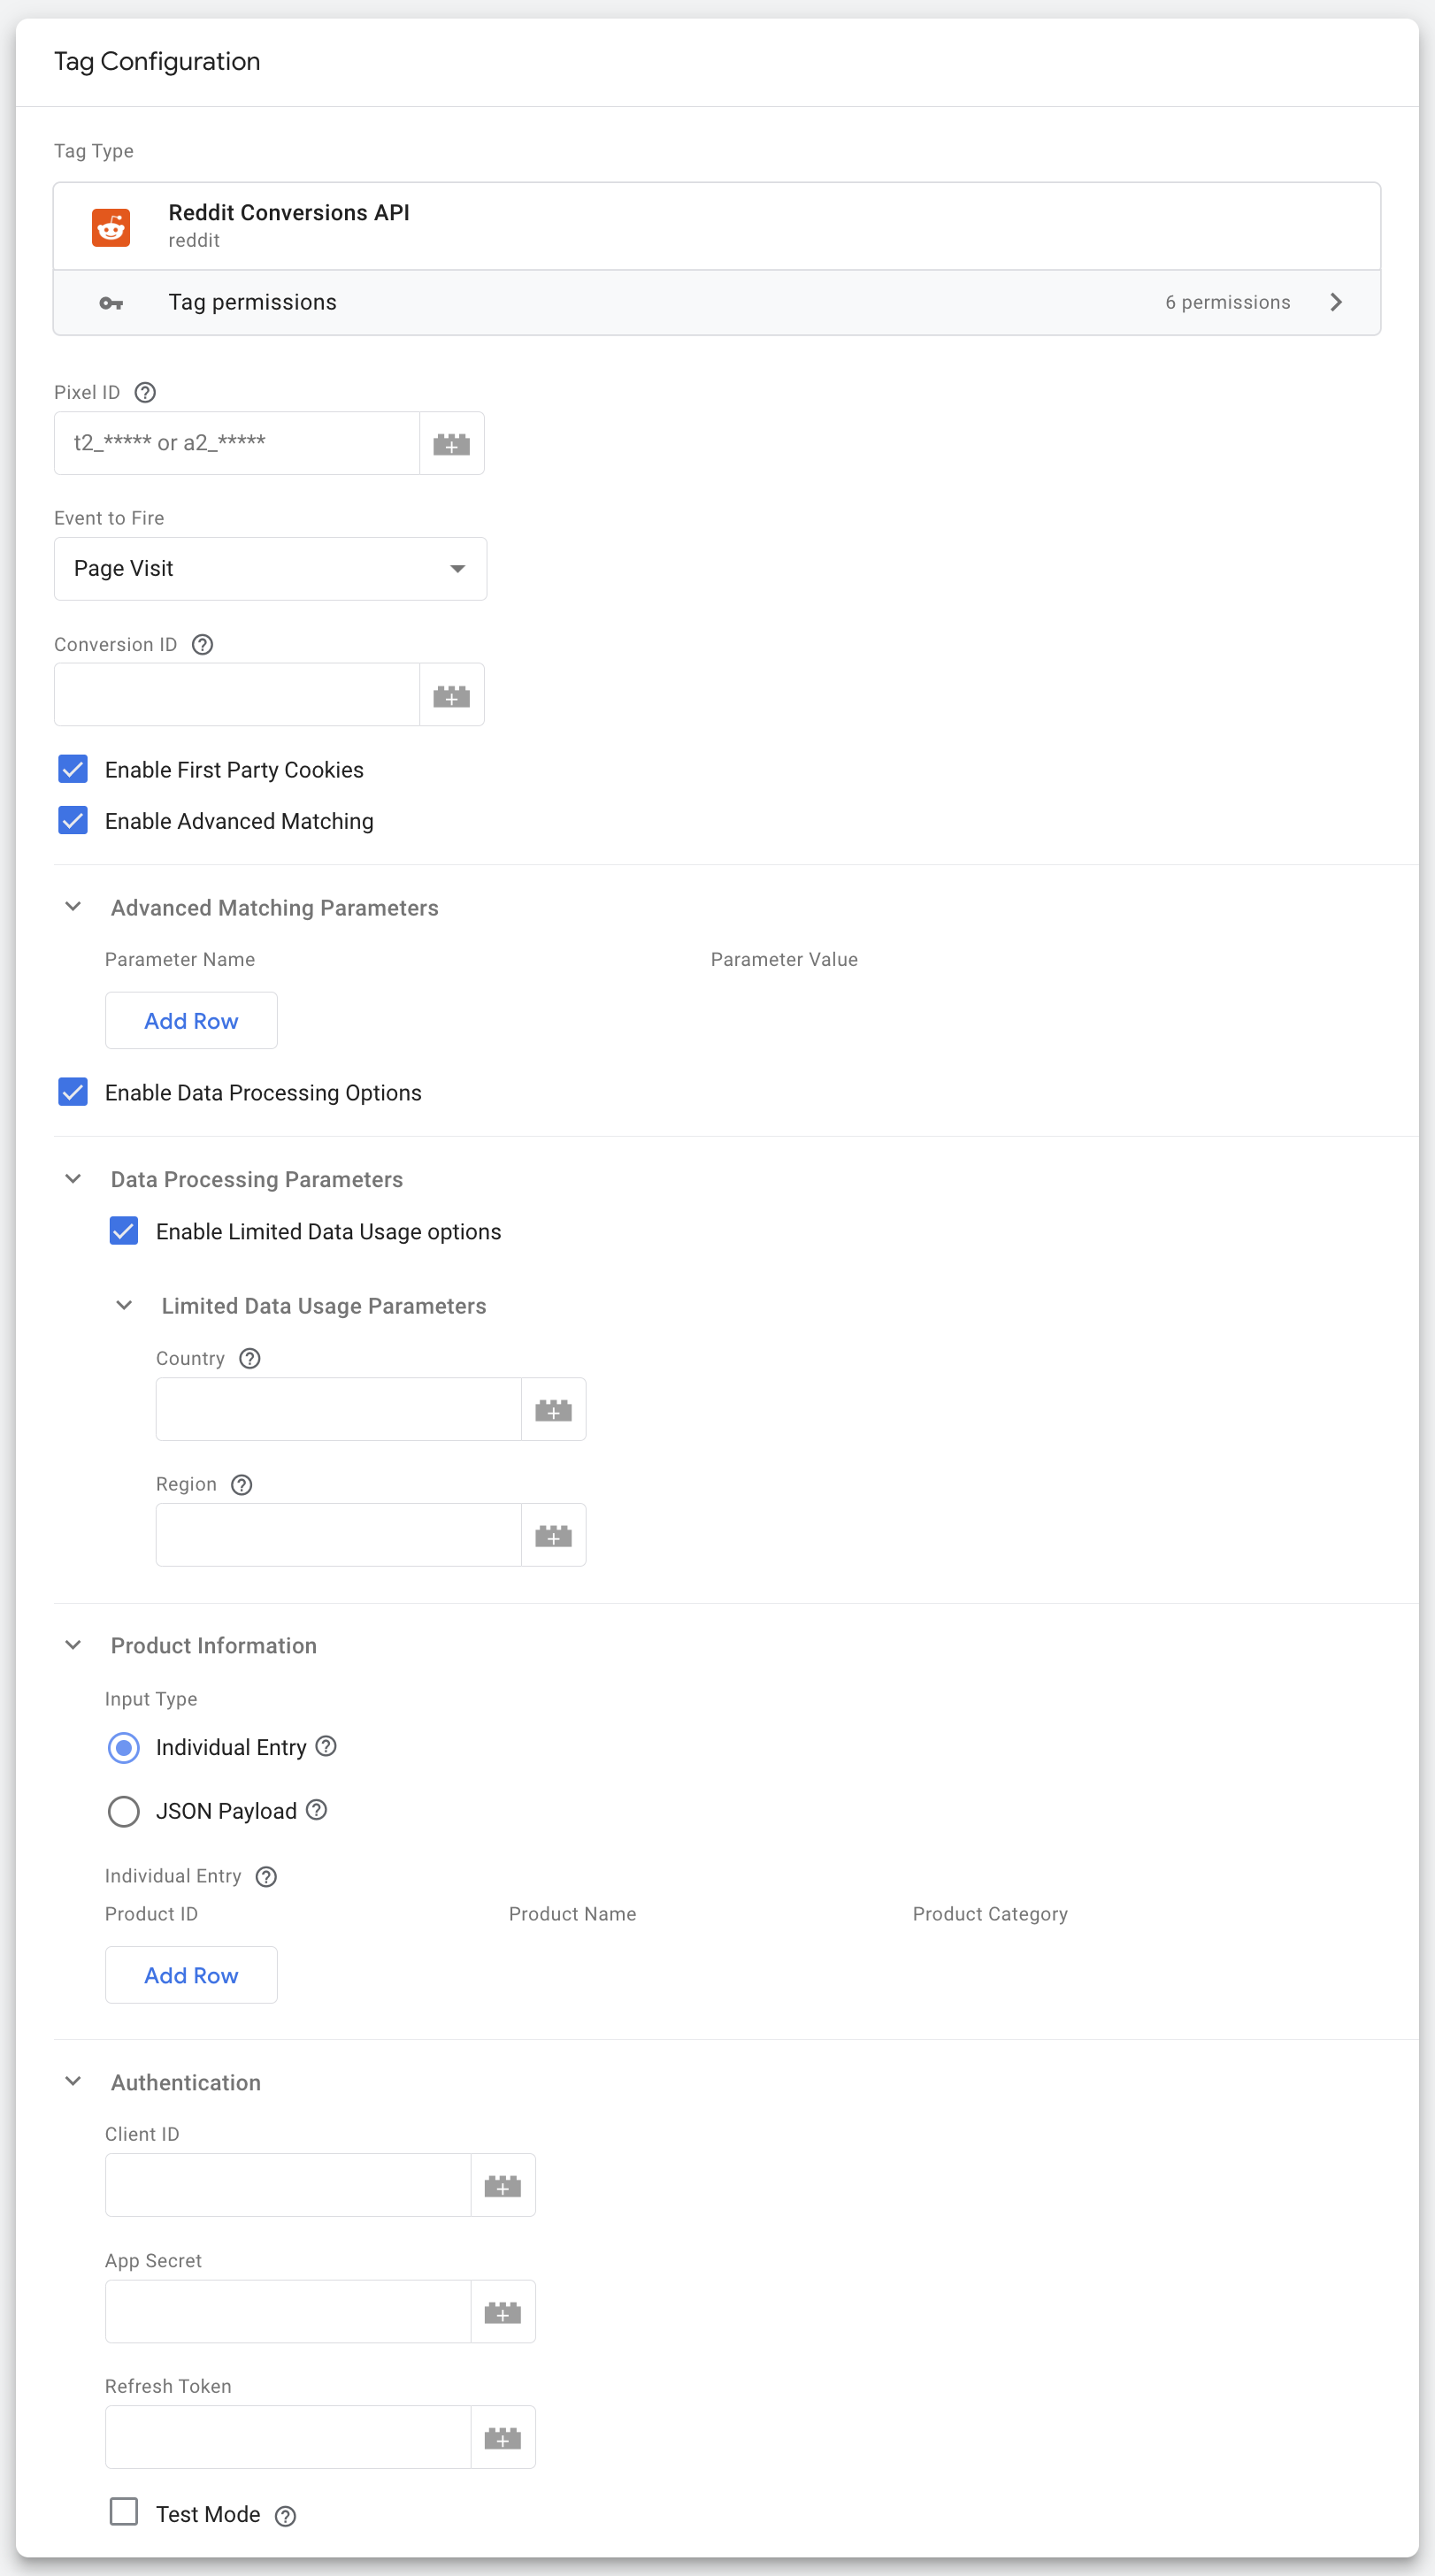 Tag Configuration
Tag Type
Reddit Conversions API
reddit
Tag permissions
6 permissions
Pixel ID
t2_***** or a2_*****
Event to Fire
Page Visit
Conversion ID
Enable First Party Cookies
Enable Advanced Matching
Advanced Matching Parameters
Parameter Name Parameter Value
Add Row
Enable Data Processing Options
Data Processing Parameters
Enable Limited Data Usage options
Limited Data Usage Parameters
Country
Region
Product Information
Input Type
Individual Entry
JSON Payload
Individual Entry
Product ID Product Name Product Category
Add Row
Authentication
Client ID
App Secret
Refresh Token
Test Mode